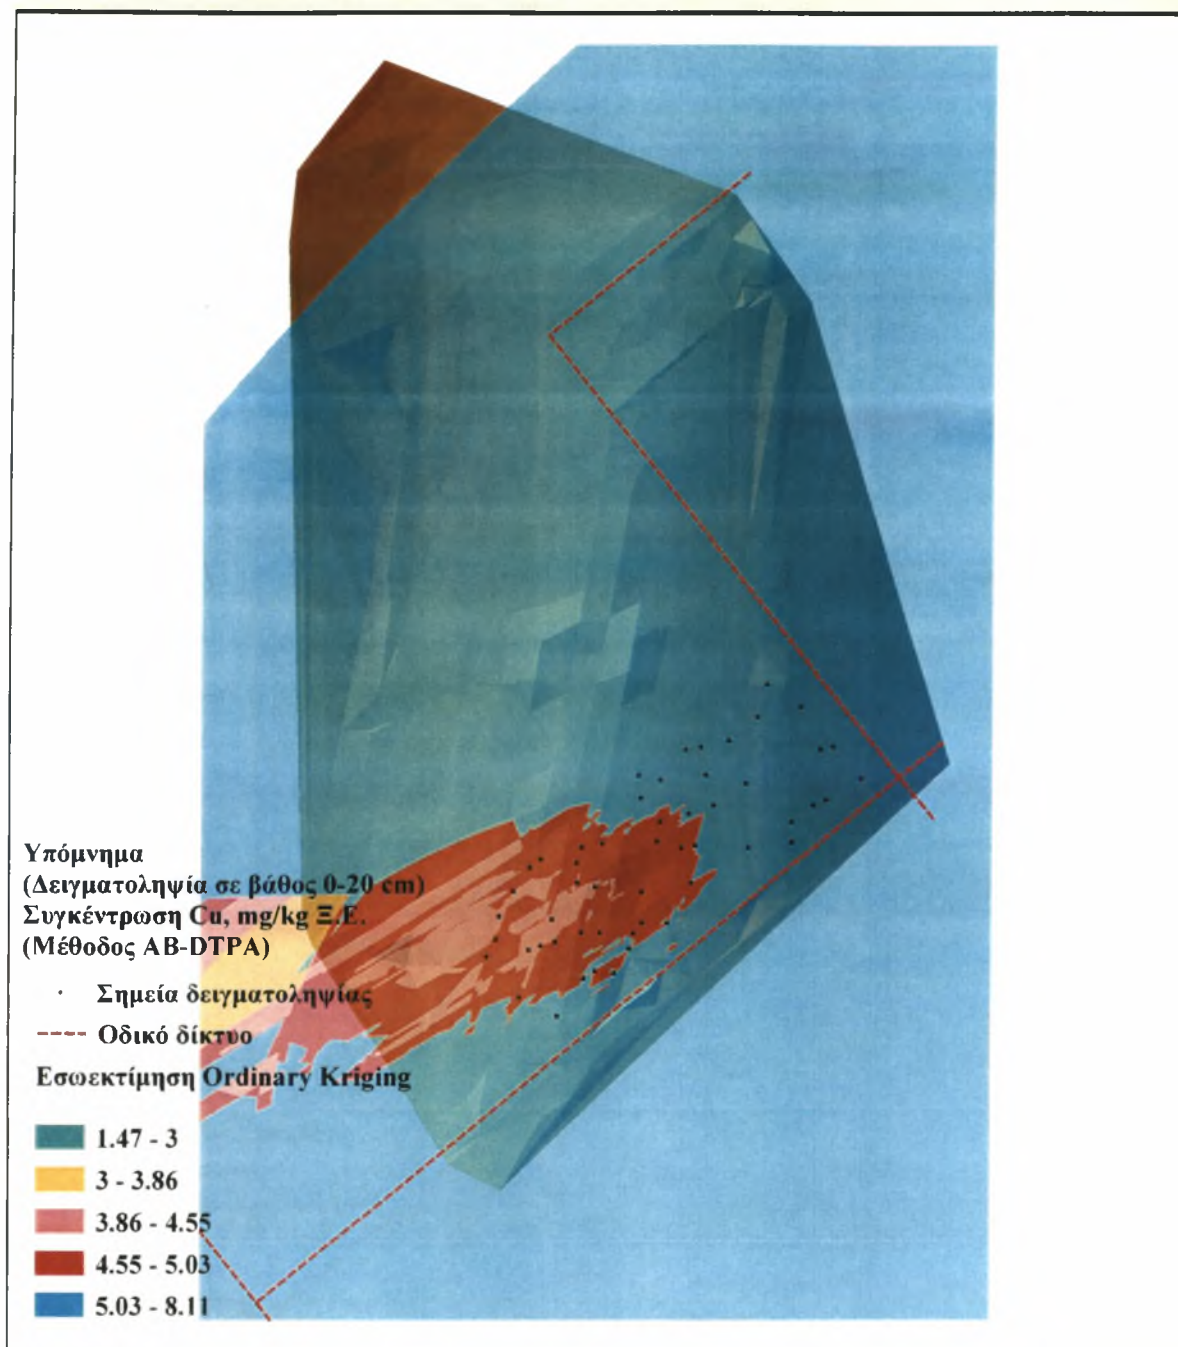 Υπόμνημα
(Δειγματοληψία σε βάθος 0-20 cm)
Συγκέντρωση Cu, mg/kg Ξ.Ε.
(Μέθοδος AB-DTPA)
Σημεία δειγματοληψίας
Οδικό δίκτυο
Εσωεκτίμηση Ordinary Kriging
1.47 - 3
3 - 3.86
3.86 - 4.55
4.55 - 5.03
5.03 - 8.11